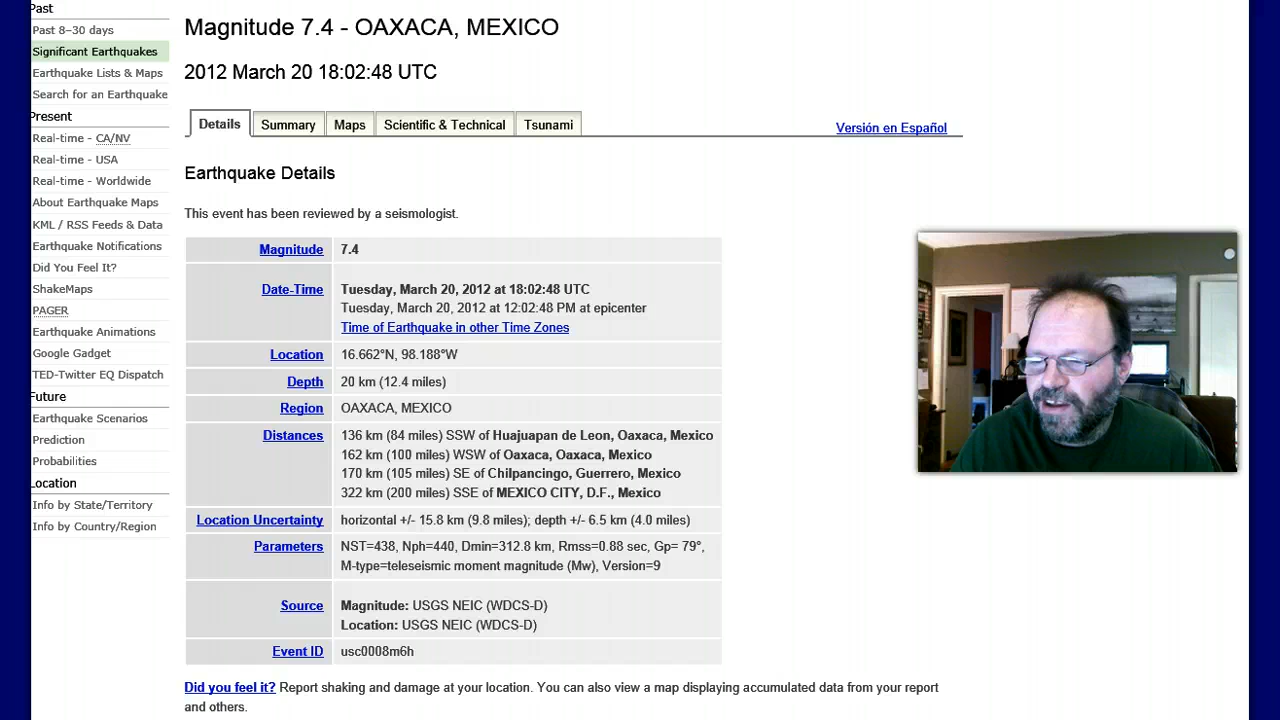 Past
Past 8–30 days
Significant Earthquakes
Earthquake Lists & Maps
Search for an Earthquake
Present
Real-time - CA/NV
Real-time - USA
Real-time - Worldwide
About Earthquake Maps
KML / RSS Feeds & Data
Earthquake Notifications
Did You Feel It?
ShakeMaps
PAGER
Earthquake Animations
Google Gadget
TED-Twitter EQ Dispatch
Future
Earthquake Scenarios
Prediction
Probabilities
Location
Info by State/Territory
Info by Country/Region
Magnitude 7.4 - OAXACA, MEXICO
2012 March 20 18:02:48 UTC
Details Summary Maps Scientific & Technical Tsunami
Versión en Español
Earthquake Details
This event has been reviewed by a seismologist.
Magnitude 7.4
Date-Time Tuesday, March 20, 2012 at 18:02:48 UTC
Tuesday, March 20, 2012 at 12:02:48 PM at epicenter
Time of Earthquake in other Time Zones
Location 16.662°N, 98.188°W
Depth 20 km (12.4 miles)
Region OAXACA, MEXICO
Distances 136 km (84 miles) SSW of Huajuapan de Leon, Oaxaca, Mexico
162 km (100 miles) WSW of Oaxaca, Oaxaca, Mexico
170 km (105 miles) SE of Chilpancingo, Guerrero, Mexico
322 km (200 miles) SSE of MEXICO CITY, D.F., Mexico
Location Uncertainty horizontal +/- 15.8 km (9.8 miles); depth +/- 6.5 km (4.0 miles)
Parameters NST=438, Nph=440, Dmin=312.8 km, Rmss=0.88 sec, Gp= 79°,
M-type=teleseismic moment magnitude (Mw), Version=9
Source Magnitude: USGS NEIC (WDCS-D)
Location: USGS NEIC (WDCS-D)
Event ID usc0008m6h
Did you feel it? Report shaking and damage at your location. You can also view a map displaying accumulated data from your report
and others.